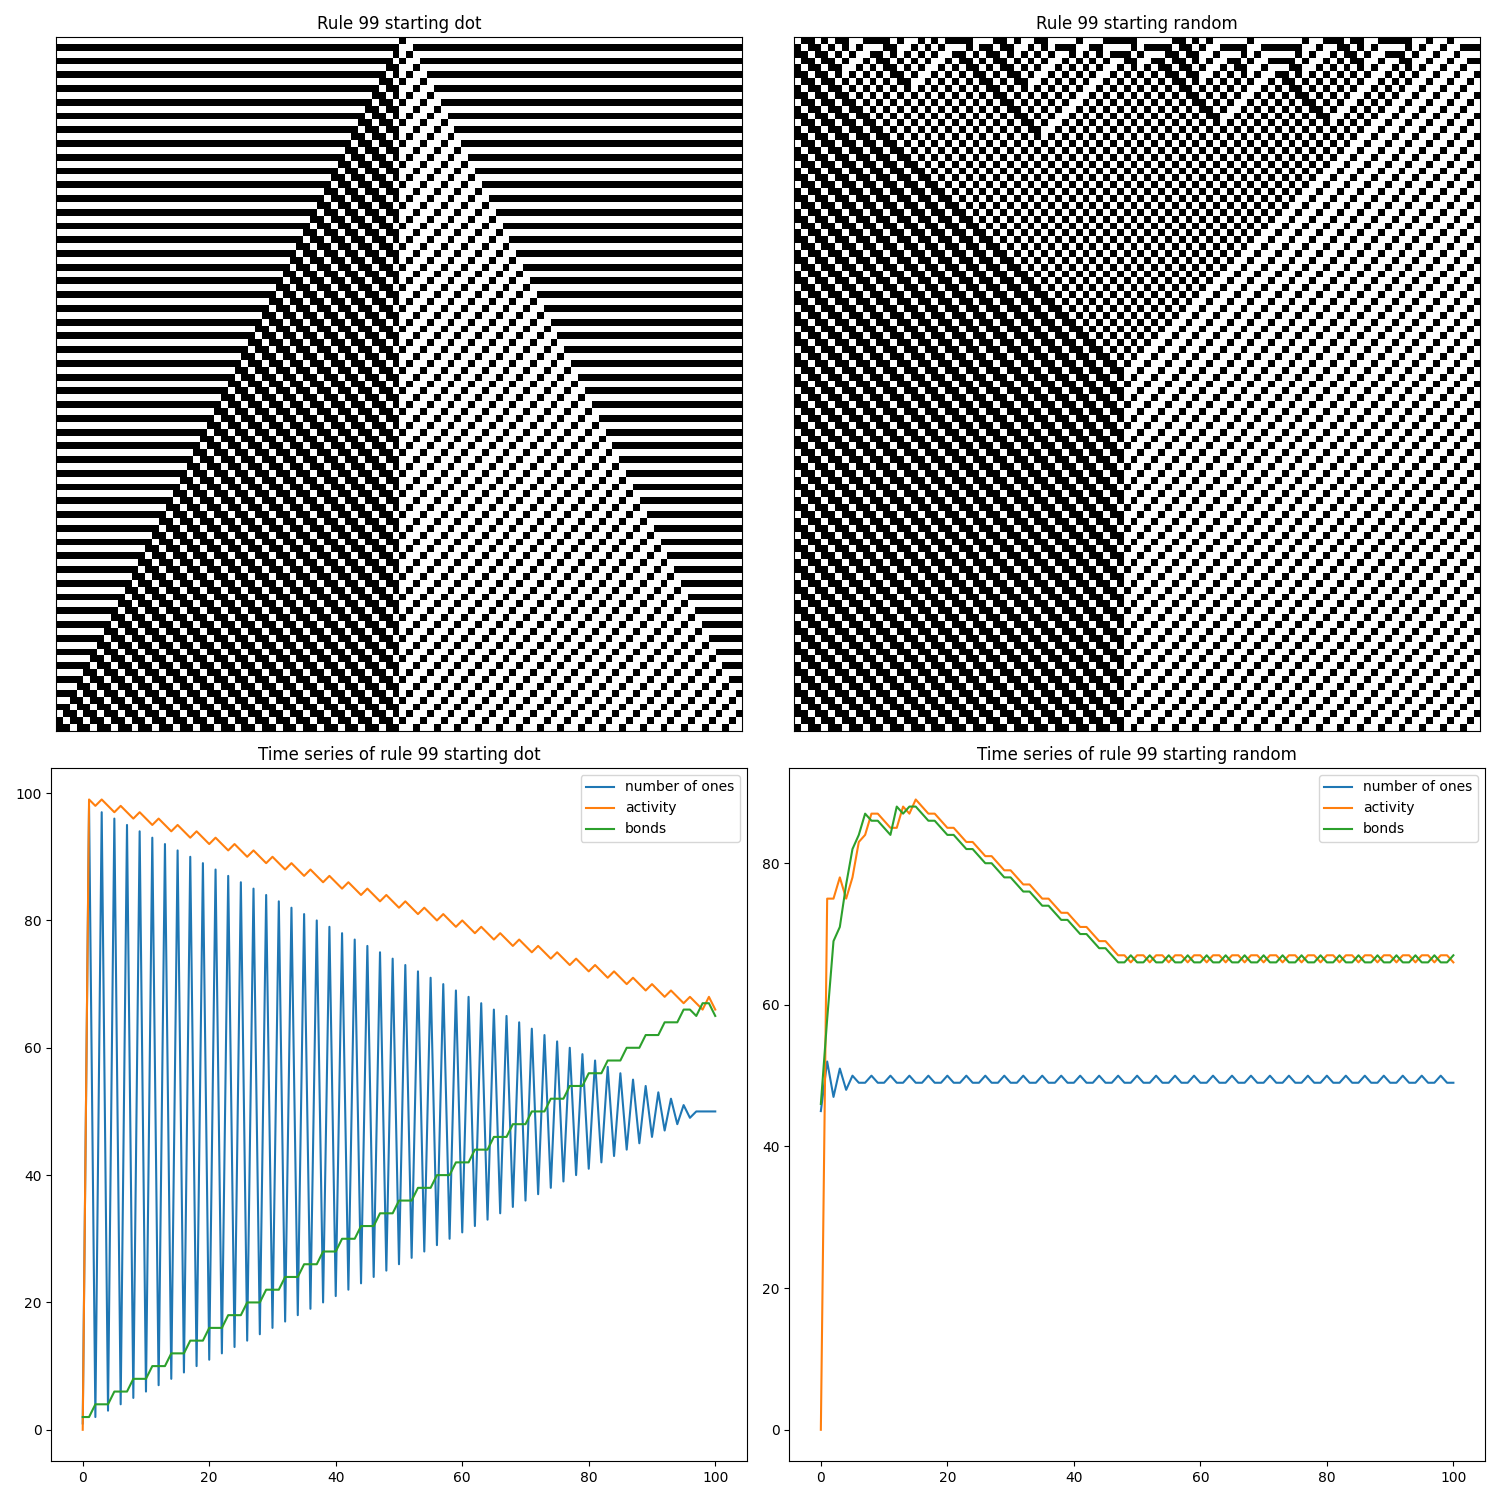 Rule 99 starting dot
Rule 99 starting random
Time series of rule 99 starting dot
100
80
60
40
20
0
0 20 40 60 80 100
number of ones
activity
bonds
Time series of rule 99 starting random
80
60
40
20
0
0 20 40 60 80 100
number of ones
activity
bonds